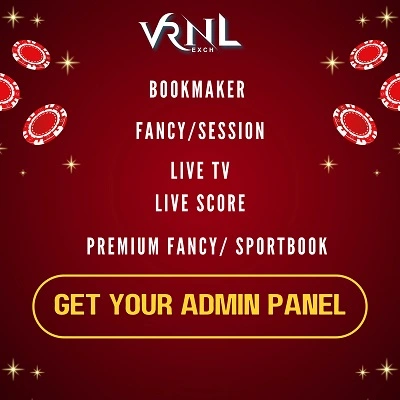 VRNL
EXCH
BOOKMAKER
FANCY/SESSION
LIVE TV
LIVE SCORE
PREMIUM FANCY/ SPORTBOOK
GET YOUR ADMIN PANEL